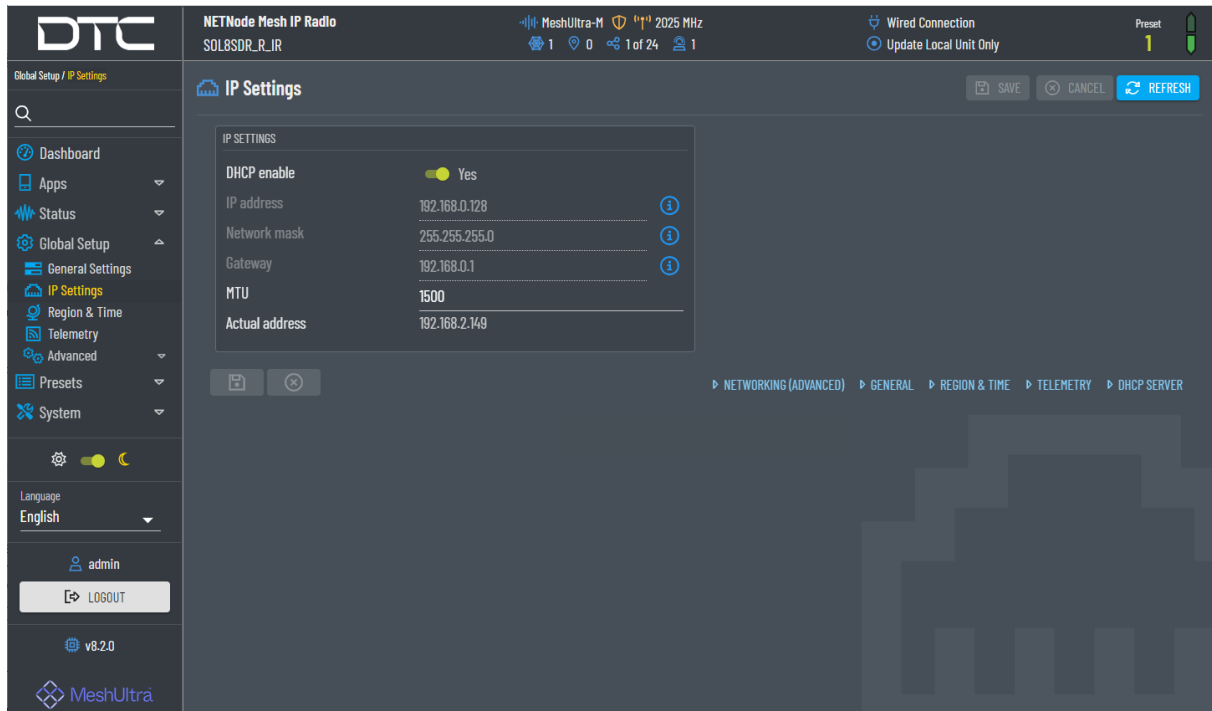 DTC
NETNode Mesh IP Radio
SOL8SDR_R_IR
MeshUltra-M 2025 MHz
1 0 1 of 24 1
Wired Connection
Update Local Unit Only
Preset
1
Global Setup / IP Settings
IP Settings
SAVE CANCEL REFRESH
Dashboard
Apps
Status
Global Setup
General Settings
IP Settings
Region & Time
Telemetry
Advanced
Presets
System
Language
English
admin
LOGOUT
v8.2.0
MeshUltra
IP SETTINGS
DHCP enable Yes
IP address 192.168.0.128
Network mask 255.255.255.0
Gateway 192.168.0.1
MTU 1500
Actual address 192.168.2.149
NETWORKING (ADVANCED) GENERAL REGION & TIME TELEMETRY DHCP SERVER